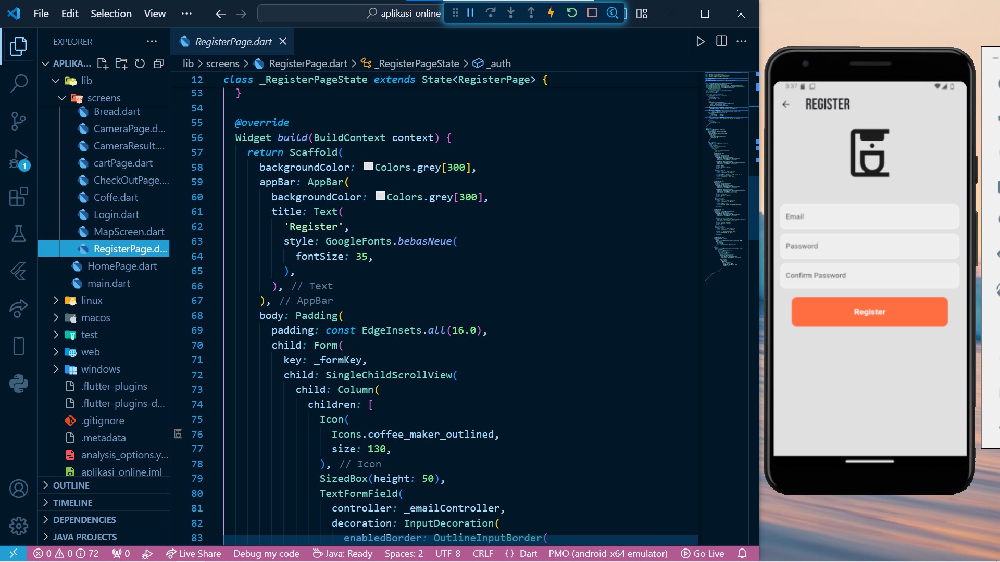 File Edit Selection View ···
aplikasi_online
EXPLORER
APLIKA...
lib
screens
Bread.dart
CameraPage.d...
CameraResult....
cartPage.dart
CheckOutPage....
Coffe.dart
Login.dart
MapScreen.dart
RegisterPage.d...
HomePage.dart
main.dart
linux
macos
test
web
windows
.flutter-plugins
.flutter-plugins-d...
.gitignore
.metadata
analysis_options.y...
aplikasi_online.iml
OUTLINE
TIMELINE
DEPENDENCIES
JAVA PROJECTS
1
RegisterPage.dart
lib > screens > RegisterPage.dart > _RegisterPageState > _auth
12 class _RegisterPageState extends State<RegisterPage> {
53 }
54
55 @override
56 Widget build(BuildContext context) {
57 return Scaffold(
58 backgroundColor: Colors.grey[300],
59 appBar: AppBar(
60 backgroundColor: Colors.grey[300],
61 title: Text(
62 'Register',
63 style: GoogleFonts.bebasNeue(
64 fontSize: 35,
65 ),
66 ), // Text
67 ), // AppBar
68 body: Padding(
69 padding: const EdgeInsets.all(16.0),
70 child: Form(
71 key: _formKey,
72 child: SingleChildScrollView(
73 child: Column(
74 children: [
75 Icon(
76 Icons.coffee_maker_outlined,
77 size: 130,
78 ), // Icon
79 SizedBox(height: 50),
80 TextFormField(
81 controller: _emailController,
82 decoration: InputDecoration(
83 enabledBorder: OutlineInputBorder(
3:37
REGISTER
Email
Password
Confirm Password
Register
0 0 72 0 Live Share Debug my code Java: Ready Spaces: 2 UTF-8 CRLF {} Dart PMO (android-x64 emulator) Go Live